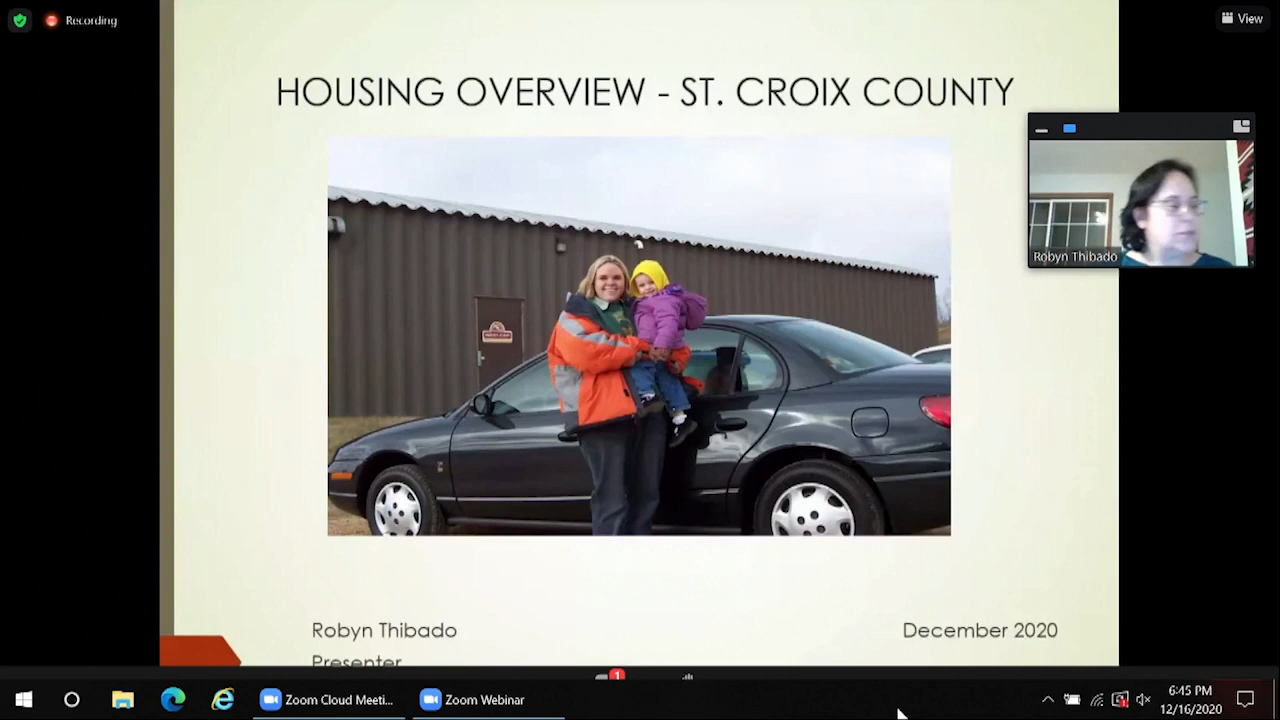 Recording
View
HOUSING OVERVIEW - ST. CROIX COUNTY
Robyn Thibado
Robyn Thibado
December 2020
Presenter
1
Zoom Cloud Meeti...
Zoom Webinar
6:45 PM
12/16/2020